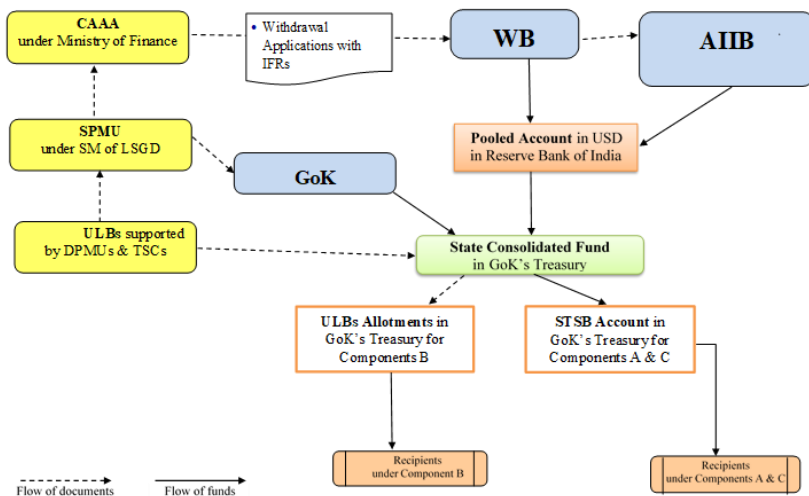 CAAA
under Ministry of Finance
• Withdrawal
Applications with
IFRs
WB
AIIB
SPMU
under SM of LSGD
GoK
Pooled Account in USD
in Reserve Bank of India
ULBs supported
by DPMUs & TSCs
State Consolidated Fund
in GoK's Treasury
ULBs Allotments in
GoK's Treasury for
Components B
STSB Account in
GoK's Treasury for
Components A & C
Recipients
under Component B
Recipients
under Components A & C
Flow of documents
Flow of funds